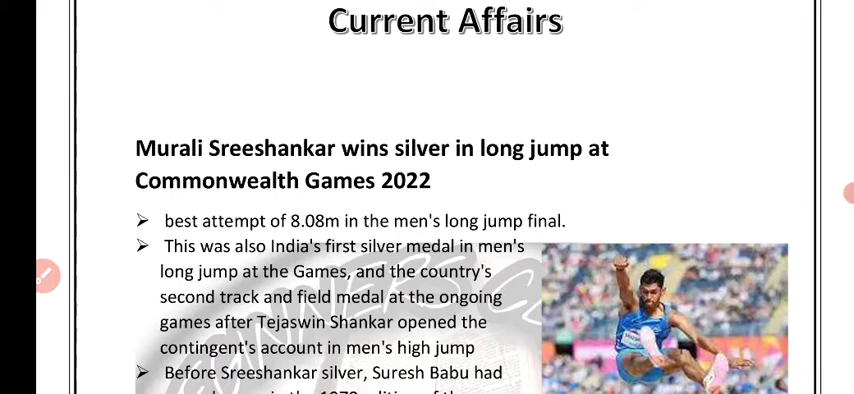 Current Affairs
Murali Sreeshankar wins silver in long jump at
Commonwealth Games 2022
➢ best attempt of 8.08m in the men's long jump final.
➢ This was also India's first silver medal in men's
long jump at the Games, and the country's
second track and field medal at the ongoing
games after Tejaswin Shankar opened the
contingent's account in men's high jump
➢ Before Sreeshankar silver, Suresh Babu had